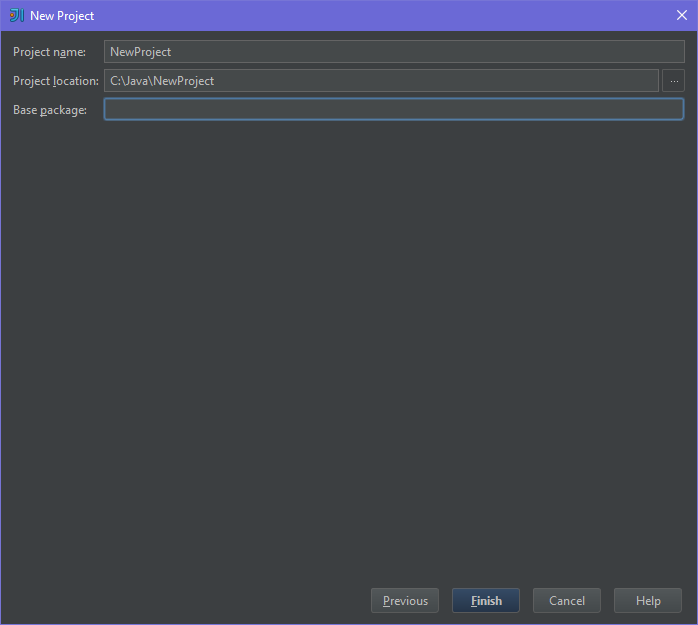 New Project
Project name: NewProject
Project location: C:\Java\NewProject ...
Base package:
Previous Finish Cancel Help